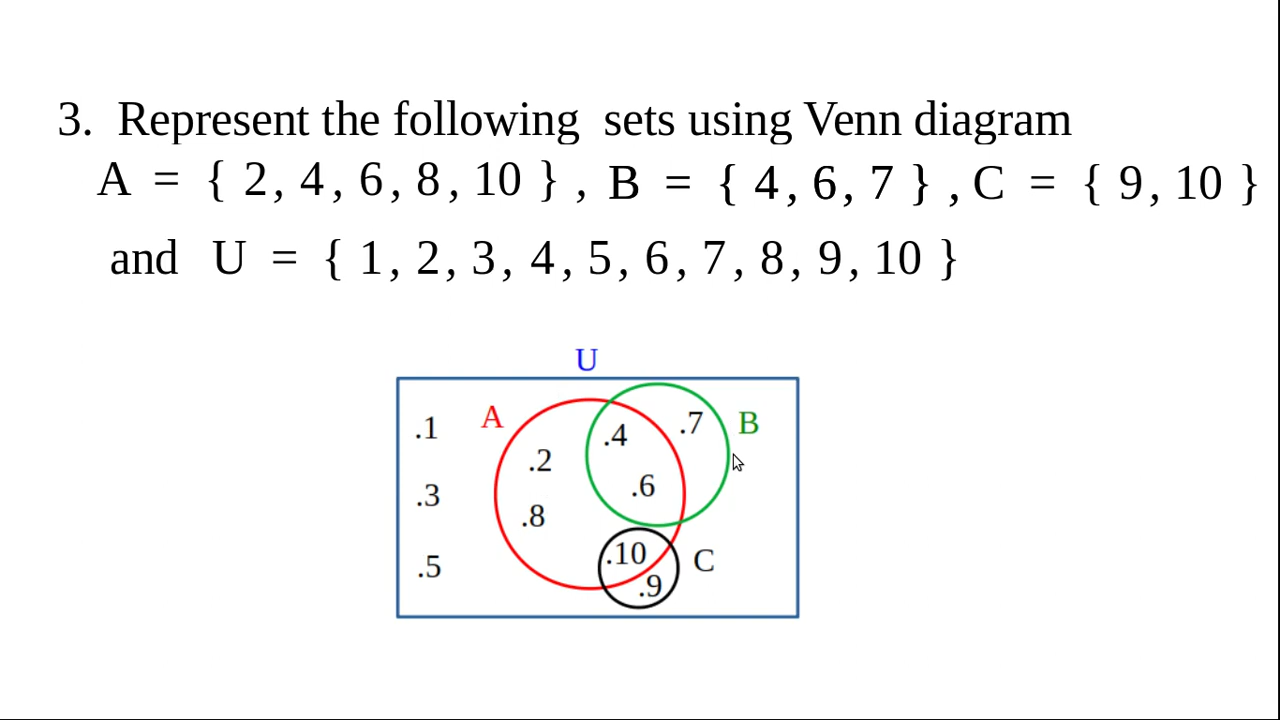 3. Represent the following sets using Venn diagram
A = { 2, 4, 6, 8, 10 } , B = { 4, 6, 7 } , C = { 9, 10 }
and U = { 1, 2, 3, 4, 5, 6, 7, 8, 9, 10 }
U
A
B
C
.1
.3
.5
.2
.8
.4
.6
.7
.10
.9